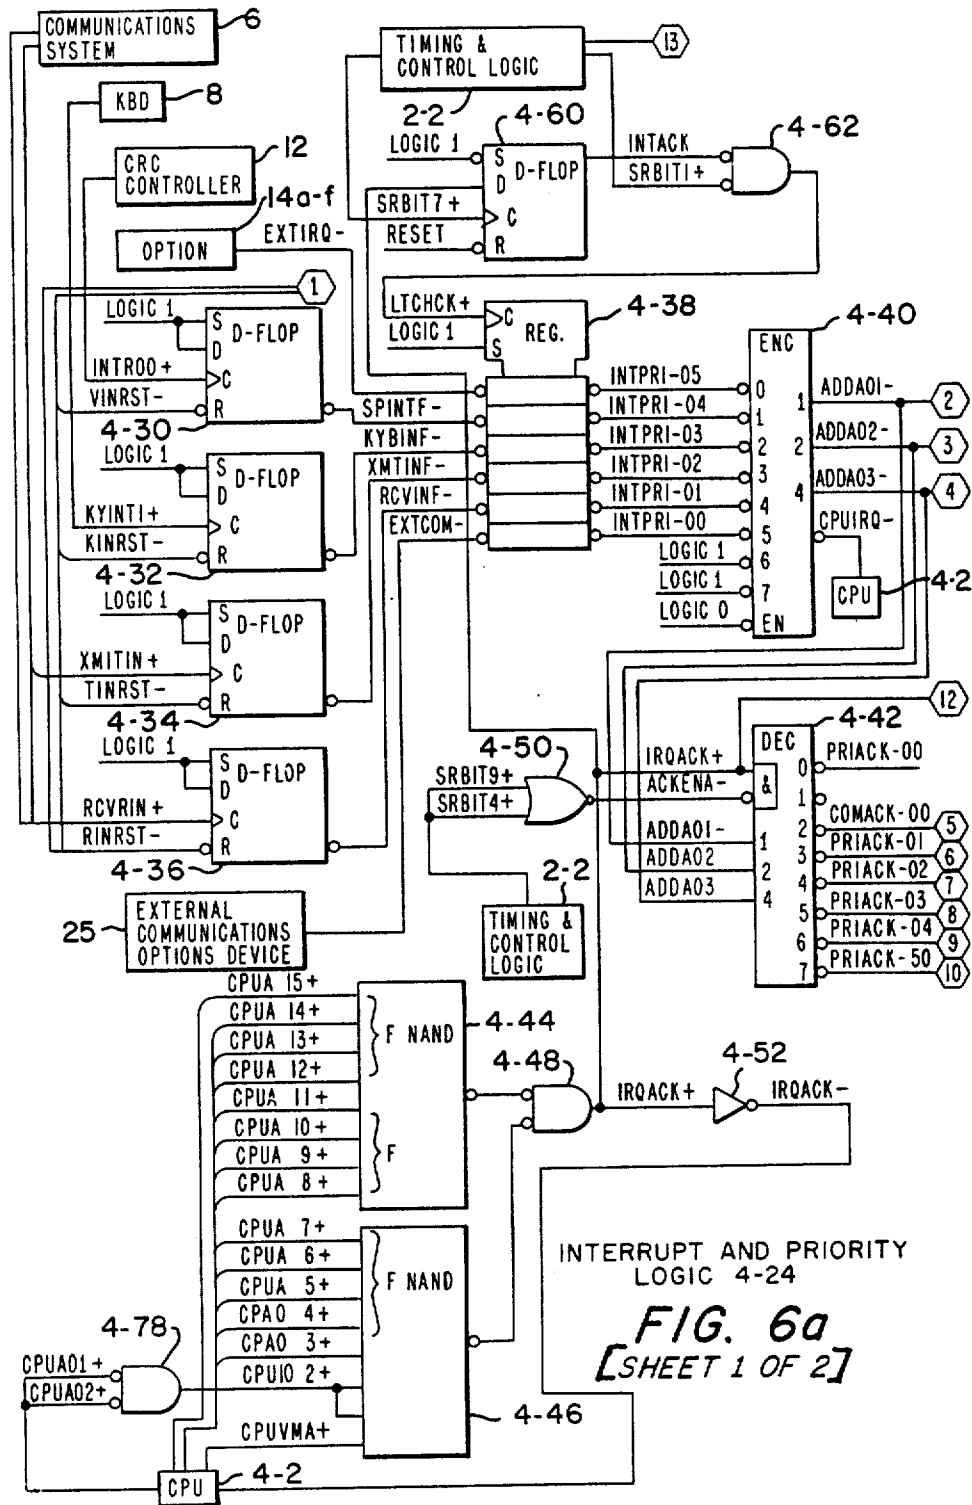 COMMUNICATIONS
SYSTEM
6
KBD
8
CRC
CONTROLLER
12
14a-f
OPTION
EXTIRQ-
TIMING &
CONTROL LOGIC
13
2-2
4-60
LOGIC 1
S
D
D-FLOP
SRBIT7+
C
RESET
R
INTACK
SRBIT1+
4-62
1
LOGIC 1
S
D
D-FLOP
INTR00+
C
VINRST-
R
4-30
LOGIC 1
S
D
D-FLOP
KYINT1+
C
KINRST-
R
4-32
LOGIC 1
S
D
D-FLOP
XMITIN+
C
TINRST-
R
4-34
LOGIC 1
S
D
D-FLOP
RCVRIN+
C
RINRST-
R
4-36
LTCHCK+
C
LOGIC 1
S
REG.
4-38
SPINTF-
KYBINF-
XMTINF-
RCVINF-
EXTCOM-
INTPRI-05
INTPRI-04
INTPRI-03
INTPRI-02
INTPRI-01
INTPRI-00
LOGIC 1
LOGIC 1
LOGIC 0
4-40
ENC
0
1
2
3
4
5
6
7
EN
1
2
4
ADDA01-
2
ADDA02-
3
ADDA03-
4
CPUIRQ-
CPU
4-2
12
4-42
DEC
IRQACK+
ACKENA-
&
ADDA01-
1
ADDA02
2
ADDA03
4
0
PRIACK-00
1
2
COMACK-00
5
3
PRIACK-01
6
4
PRIACK-02
7
5
PRIACK-03
8
6
PRIACK-04
9
7
PRIACK-50
10
4-50
SRBIT9+
SRBIT4+
2-2
TIMING &
CONTROL
LOGIC
25
EXTERNAL
COMMUNICATIONS
OPTIONS DEVICE
CPUA 15+
CPUA 14+
CPUA 13+
CPUA 12+
CPUA 11+
CPUA 10+
CPUA 9+
CPUA 8+
F NAND
F
4-44
4-48
IRQACK+
4-52
IRQACK-
CPUA 7+
CPUA 6+
CPUA 5+
CPAO 4+
CPAO 3+
CPUIO 2+
CPUVMA+
F NAND
4-46
4-78
CPUA01+
CPUA02+
CPU
4-2
INTERRUPT AND PRIORITY
LOGIC 4-24
FIG. 6a
[SHEET 1 OF 2]